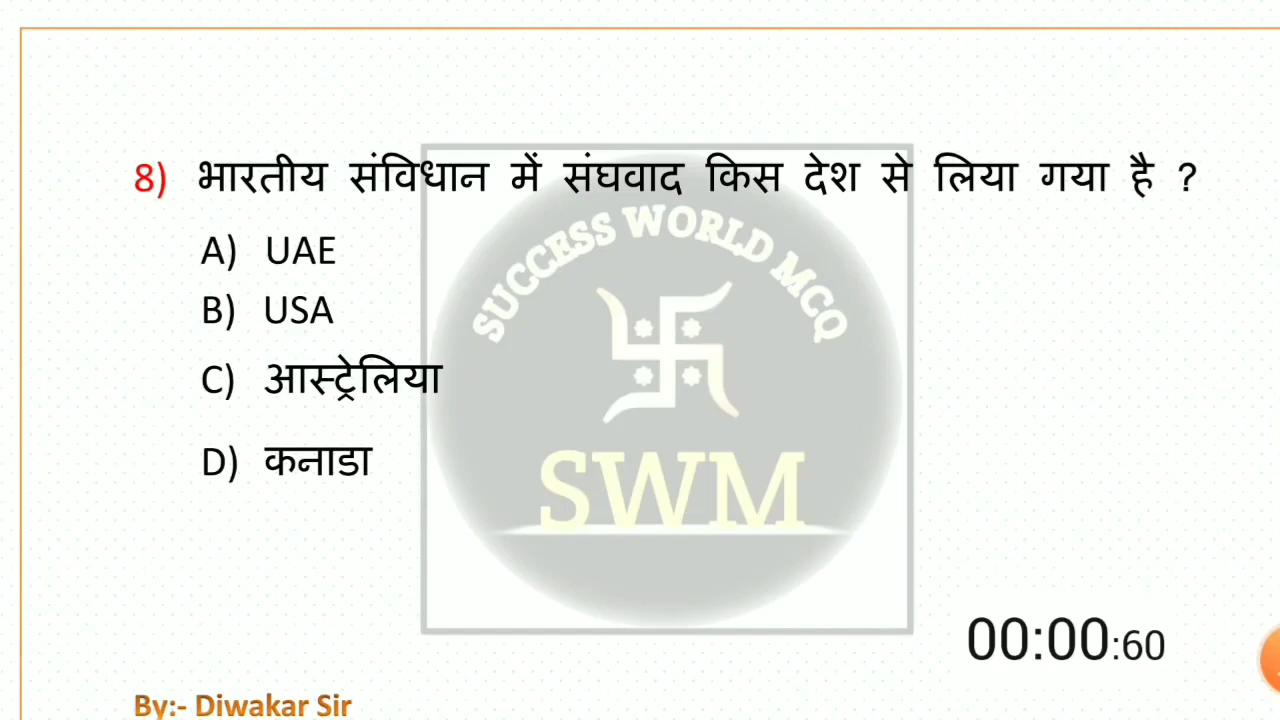 8) भारतीय संविधान में संघवाद किस देश से लिया गया है ?
A) UAE
B) USA
C) आस्ट्रेलिया
D) कनाडा
SUCCESS WORLD MCQ
SWM
00:00:60
By:- Diwakar Sir